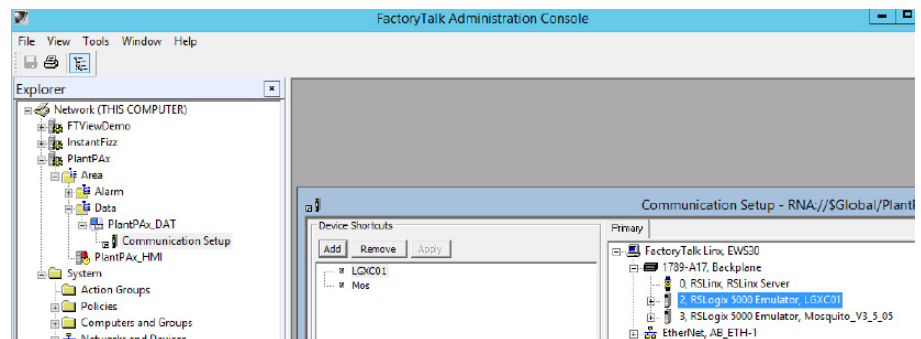 FactoryTalk Administration Console
File View Tools Window Help
Explorer
Network (THIS COMPUTER)
FTViewDemo
InstantFizz
PlantPAx
Area
Alarm
Data
PlantPAx_DAT
Communication Setup
PlantPAx_HMI
System
Action Groups
Policies
Computers and Groups
Networks and Devices
Communication Setup - RNA://$Global/PlantP
Device Shortcuts
Add Remove Apply
LGXC01
Mos
Primary
FactoryTalk Linx, EWS30
1789-A17, Backplane
0, RSLinx, RSLinx Server
2, RSLogix 5000 Emulator, LGXC01
3, RSLogix 5000 Emulator, Mosquito_V3_5_05
EtherNet, AB_ETH-1